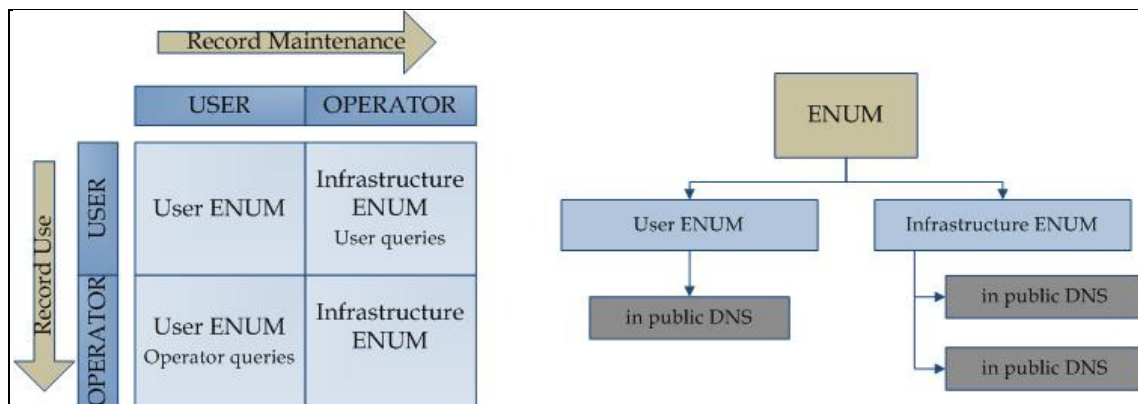 Record Maintenance
USER
OPERATOR
Record Use
USER
User ENUM
Infrastructure
ENUM
User queries
OPERATOR
User ENUM
Operator queries
Infrastructure
ENUM
ENUM
User ENUM
Infrastructure ENUM
in public DNS
in public DNS
in public DNS